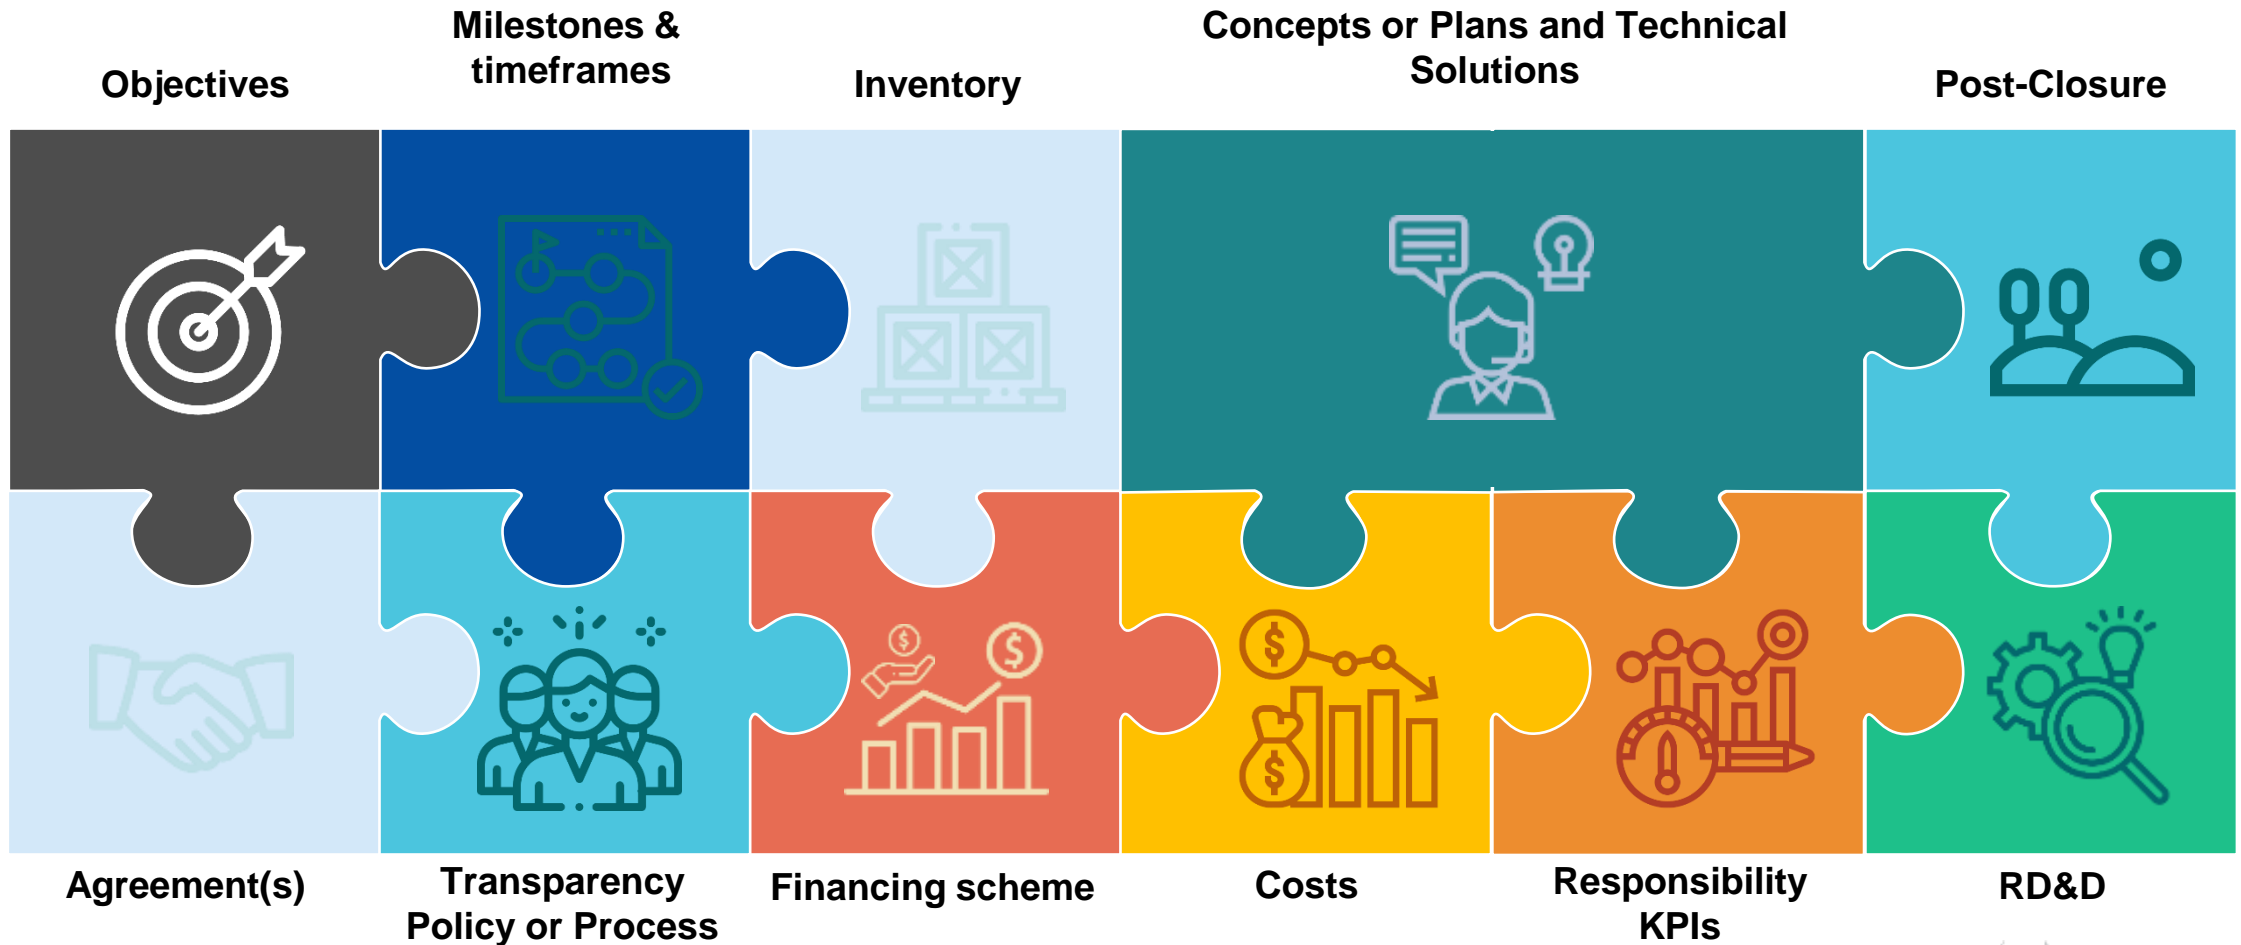 Milestones &
timeframes
Concepts or Plans and Technical
Solutions
Objectives
Inventory
Post-Closure
$
$
$
$
Agreement(s)
Transparency
Policy or Process
Financing scheme
Costs
Responsibility
KPIs
RD&D